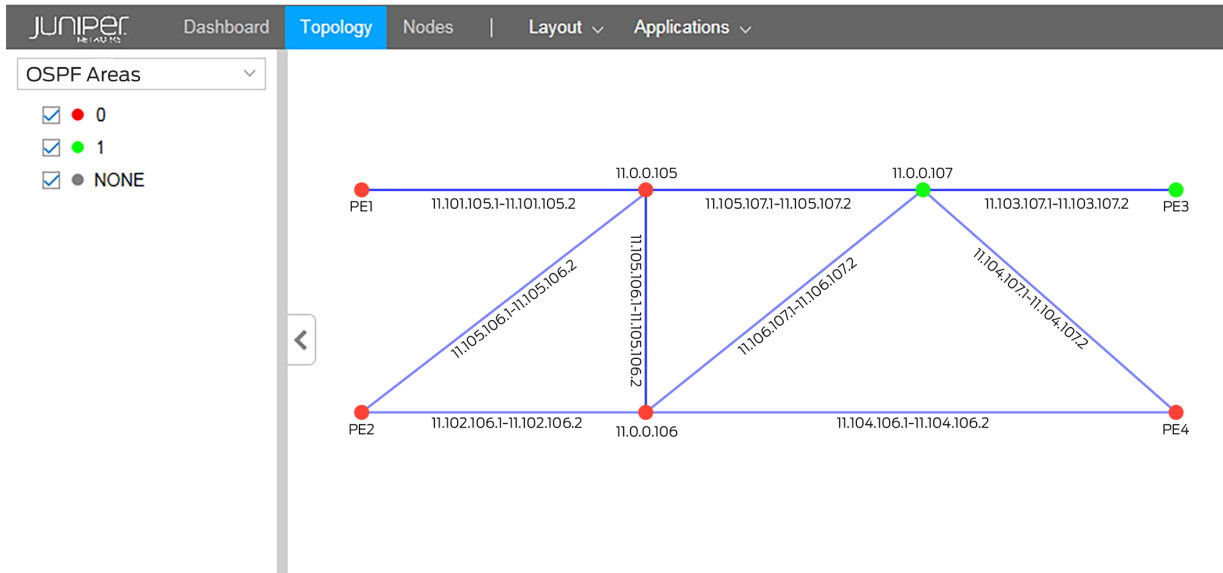 JUNIPER
NETWORKS
Dashboard
Topology
Nodes
|
Layout
Applications
OSPF Areas
0
1
NONE
11.0.0.105
11.0.0.107
PE1
11.101.105.1-11.101.105.2
11.105.107.1-11.105.107.2
11.103.107.1-11.103.107.2
PE3
11.105.106.1-11.105.106.2
11.105.106.1-11.105.106.2
11.106.107.1-11.106.107.2
11.104.107.1-11.104.107.2
PE2
11.102.106.1-11.102.106.2
11.0.0.106
11.104.106.1-11.104.106.2
PE4